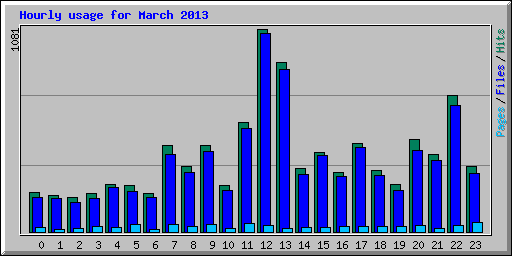 Hourly usage for March 2013
1081
Pages/Files/Hits
0 1 2 3 4 5 6 7 8 9 10 11 12 13 14 15 16 17 18 19 20 21 22 23